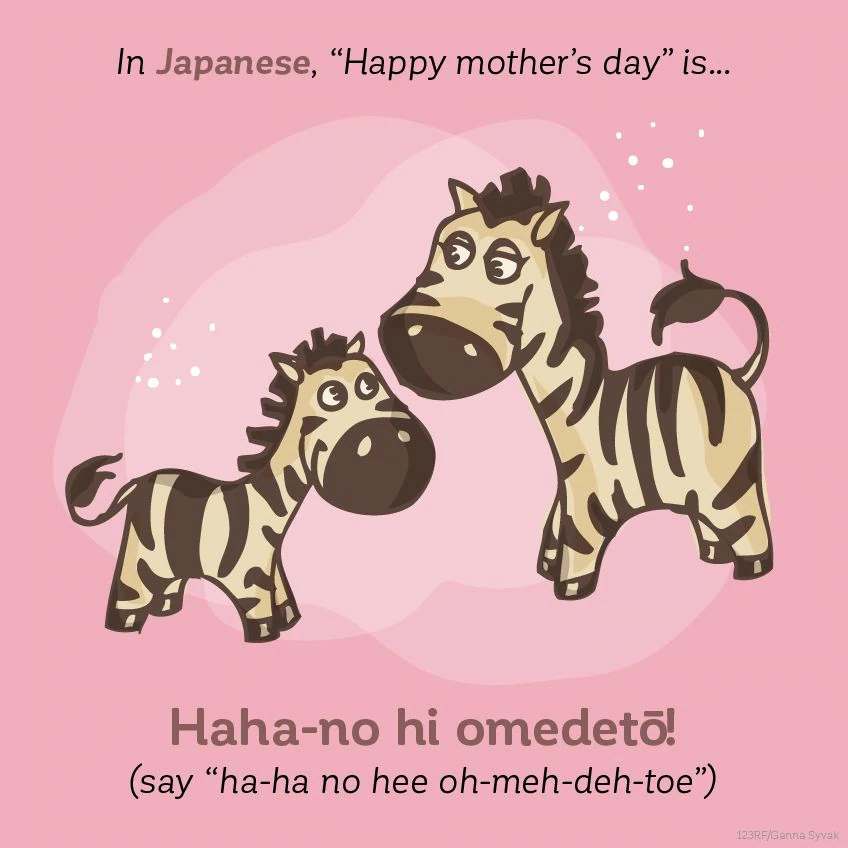 In Japanese, “Happy mother’s day” is...
Haha-no hi omedetō!
(say “ha-ha no hee oh-meh-deh-toe”)
123RF/Ganna Syvak